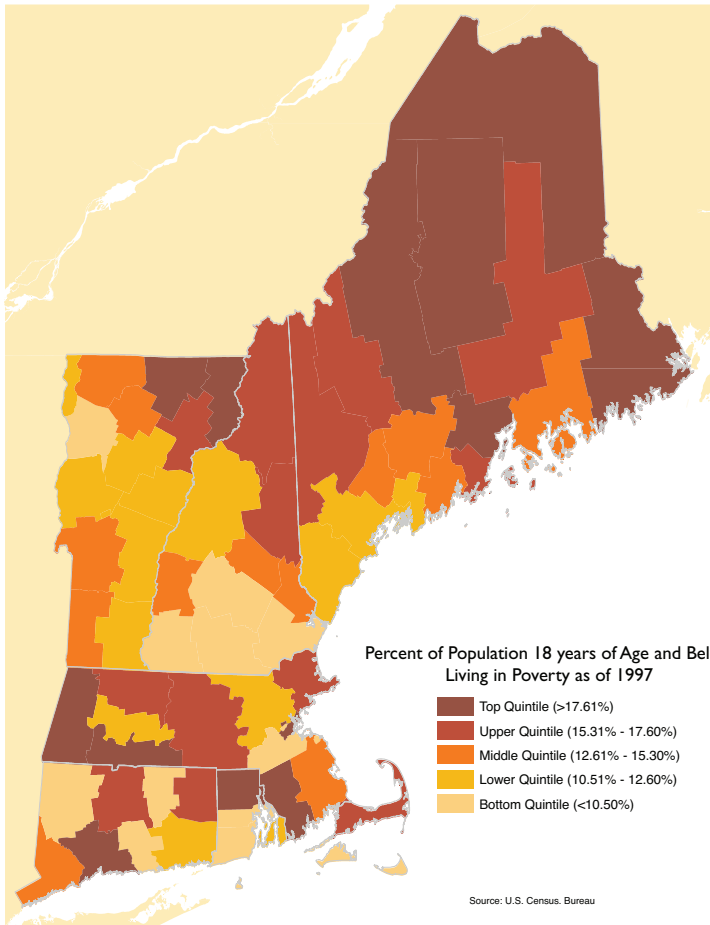 Percent of Population 18 years of Age and Bel
Living in Poverty as of 1997
Top Quintile (>17.61%)
Upper Quintile (15.31% - 17.60%)
Middle Quintile (12.61% - 15.30%)
Lower Quintile (10.51% - 12.60%)
Bottom Quintile (<10.50%)
Source: U.S. Census. Bureau